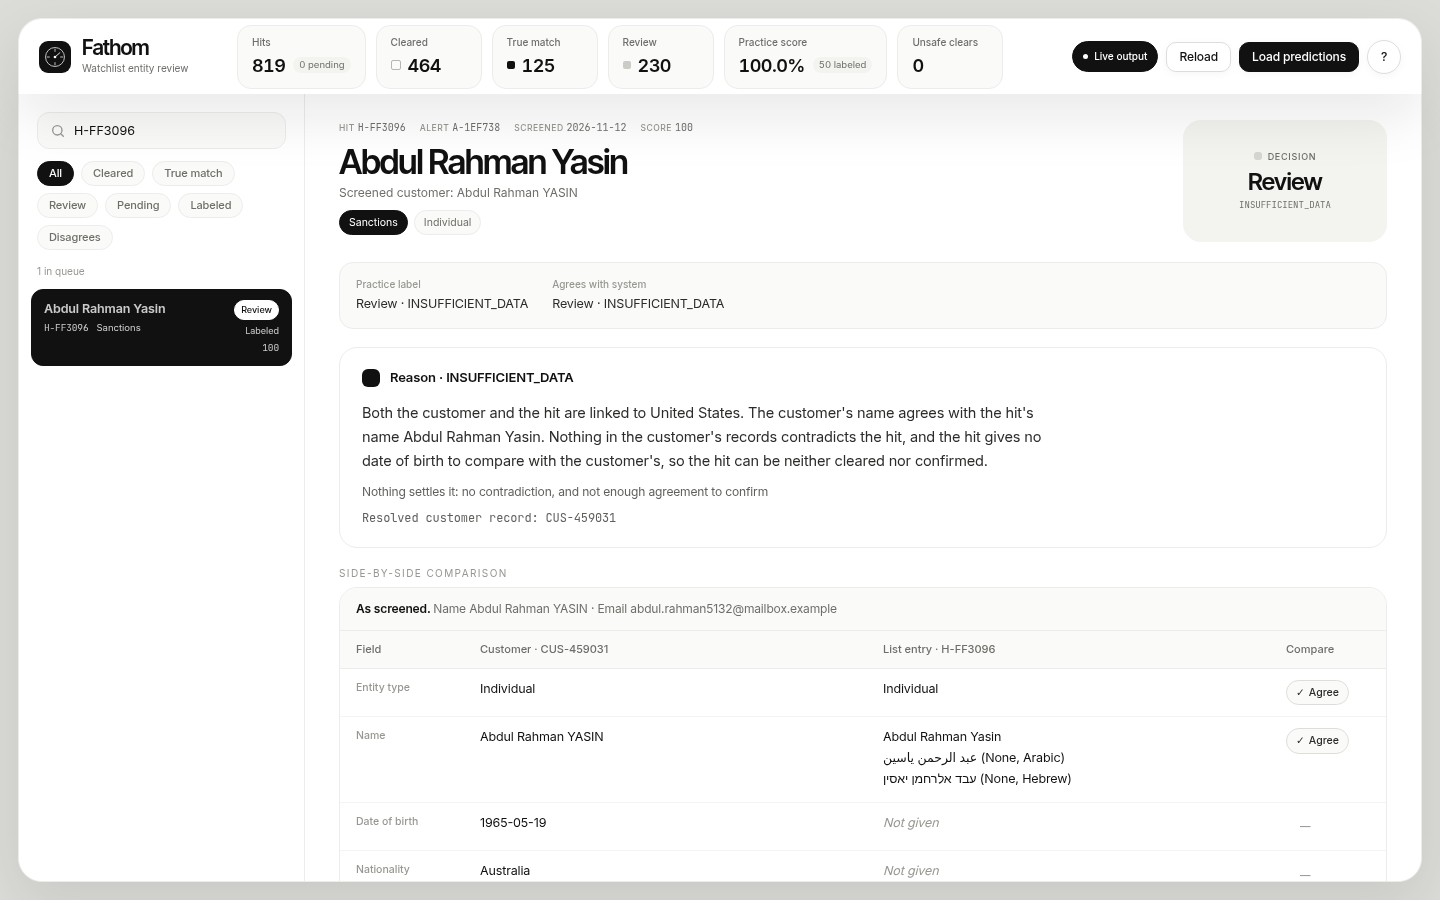 Fathom
Watchlist entity review
Hits
819 0 pending
Cleared
464
True match
125
Review
230
Practice score
100.0% 50 labeled
Unsafe clears
0
Live output
Reload
Load predictions
?
H-FF3096
All
Cleared
True match
Review
Pending
Labeled
Disagrees
1 in queue
Abdul Rahman Yasin
Review
H-FF3096 Sanctions
Labeled
100
HIT H-FF3096 ALERT A-1EF738 SCREENED 2026-11-12 SCORE 100
Abdul Rahman Yasin
Screened customer: Abdul Rahman YASIN
Sanctions
Individual
DECISION
Review
INSUFFICIENT_DATA
Practice label
Review · INSUFFICIENT_DATA
Agrees with system
Review · INSUFFICIENT_DATA
Reason · INSUFFICIENT_DATA
Both the customer and the hit are linked to United States. The customer's name agrees with the hit's
name Abdul Rahman Yasin. Nothing in the customer's records contradicts the hit, and the hit gives no
date of birth to compare with the customer's, so the hit can be neither cleared nor confirmed.
Nothing settles it: no contradiction, and not enough agreement to confirm
Resolved customer record: CUS-459031
SIDE-BY-SIDE COMPARISON
As screened. Name Abdul Rahman YASIN · Email abdul.rahman5132@mailbox.example
Field Customer · CUS-459031 List entry · H-FF3096 Compare
Entity type Individual Individual ✓ Agree
Name Abdul Rahman YASIN Abdul Rahman Yasin ✓ Agree
عبد الرحمن ياسين (None, Arabic)
עבד אלרחמן יאסין (None, Hebrew)
Date of birth 1965-05-19 Not given —
Nationality Australia Not given —